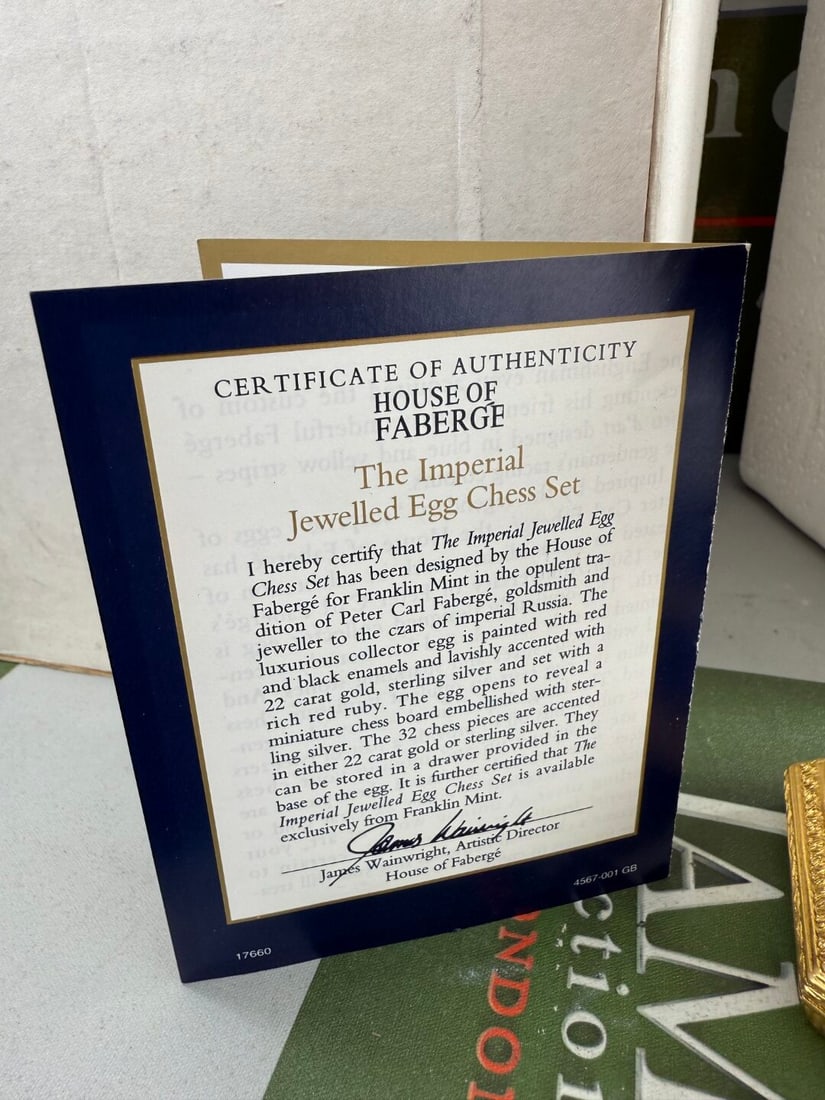 CERTIFICATE OF AUTHENTICITY
HOUSE OF
FABERGÉ
The Imperial
Jewelled Egg Chess Set
I hereby certify that The Imperial Jewelled Egg
Chess Set has been designed by the House of
Fabergé for Franklin Mint in the opulent tra-
dition of Peter Carl Fabergé, goldsmith and
jeweller to the czars of imperial Russia. The
luxurious collector egg is painted with red
and black enamels and lavishly accented with
22 carat gold, sterling silver and set with a
rich red ruby. The egg opens to reveal a
miniature chess board embellished with ster-
ling silver. The 32 chess pieces are accented
in either 22 carat gold or sterling silver. They
can be stored in a drawer provided in the
base of the egg. It is further certified that The
Imperial Jewelled Egg Chess Set is available
exclusively from Franklin Mint.
James Wainwright
James Wainwright, Artistic Director
House of Fabergé
17660
4567-001 GB
AM
ction
ONDON